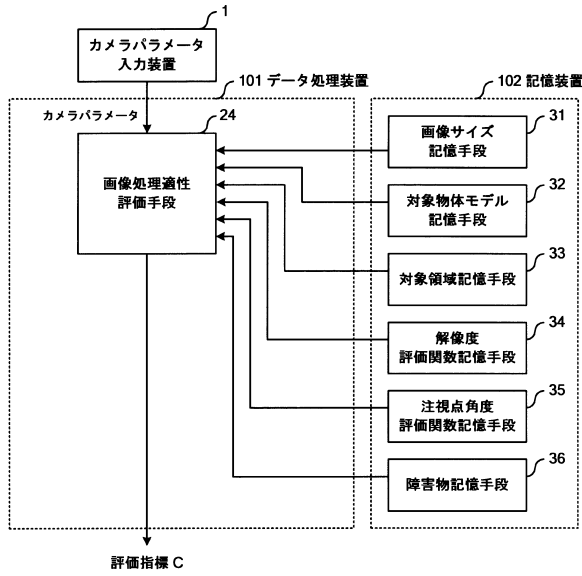 1
カメラパラメータ
入力装置
101 データ処理装置
102 記憶装置
カメラパラメータ
24
画像処理適性
評価手段
31
画像サイズ
記憶手段
32
対象物体モデル
記憶手段
33
対象領域記憶手段
34
解像度
評価関数記憶手段
35
注視点角度
評価関数記憶手段
36
障害物記憶手段
評価指標 C